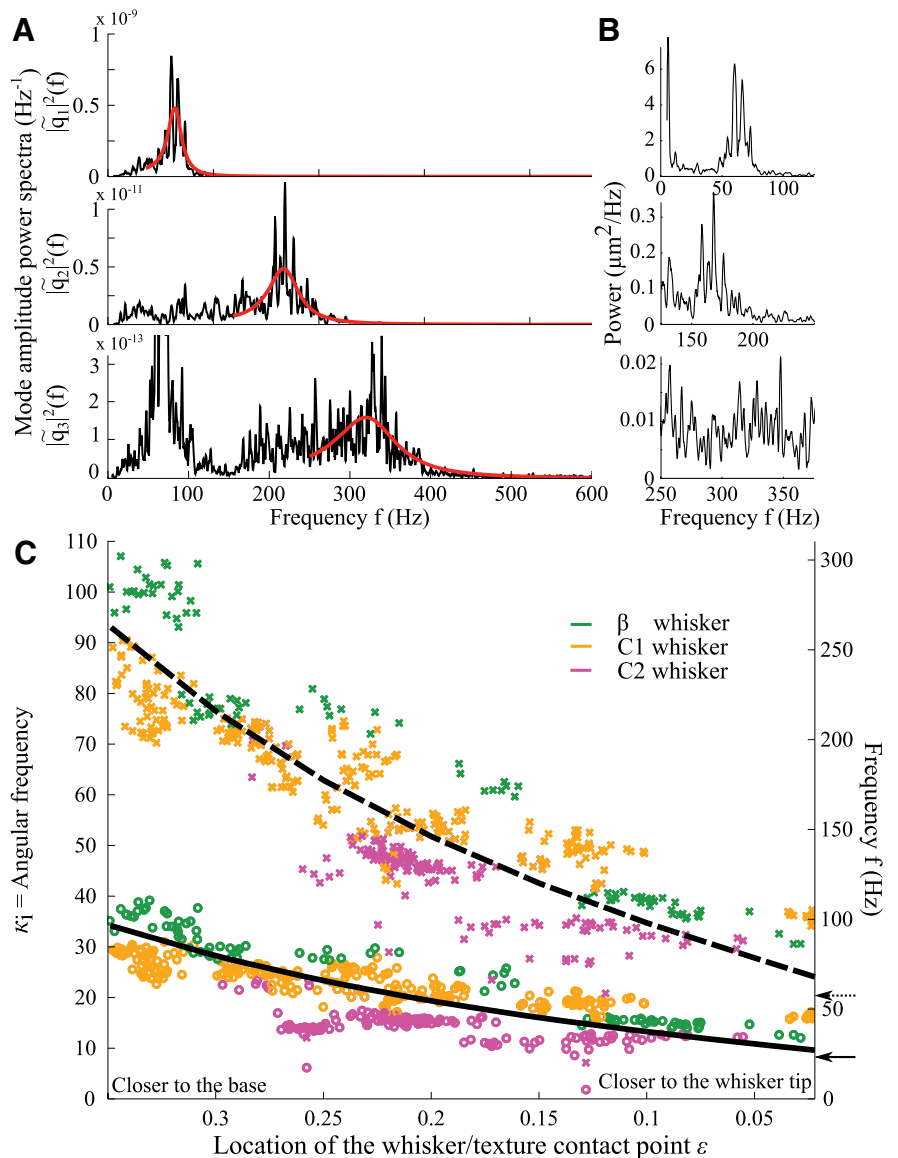 A
B
x 10⁻⁹
1
0.5
0
|q̃₁|²(f)
x 10⁻¹¹
1
0.5
0
|q̃₂|²(f)
x 10⁻¹³
3
2
1
0
|q̃₃|²(f)
Mode amplitude power spectra (Hz⁻¹)
0 100 200 300 400 500 600
Frequency f (Hz)
6
4
2
0
0 50 100
0.3
0.2
0.1
0
150 200
0.02
0.01
0
250 300 350
Power (μm²/Hz)
Frequency f (Hz)
C
110
100
90
80
70
60
50
40
30
20
10
0
κi = Angular frequency
300
250
200
150
100
50
0
Frequency f (Hz)
β whisker
C1 whisker
C2 whisker
Closer to the base
Closer to the whisker tip
0.3 0.25 0.2 0.15 0.1 0.05
Location of the whisker/texture contact point ε